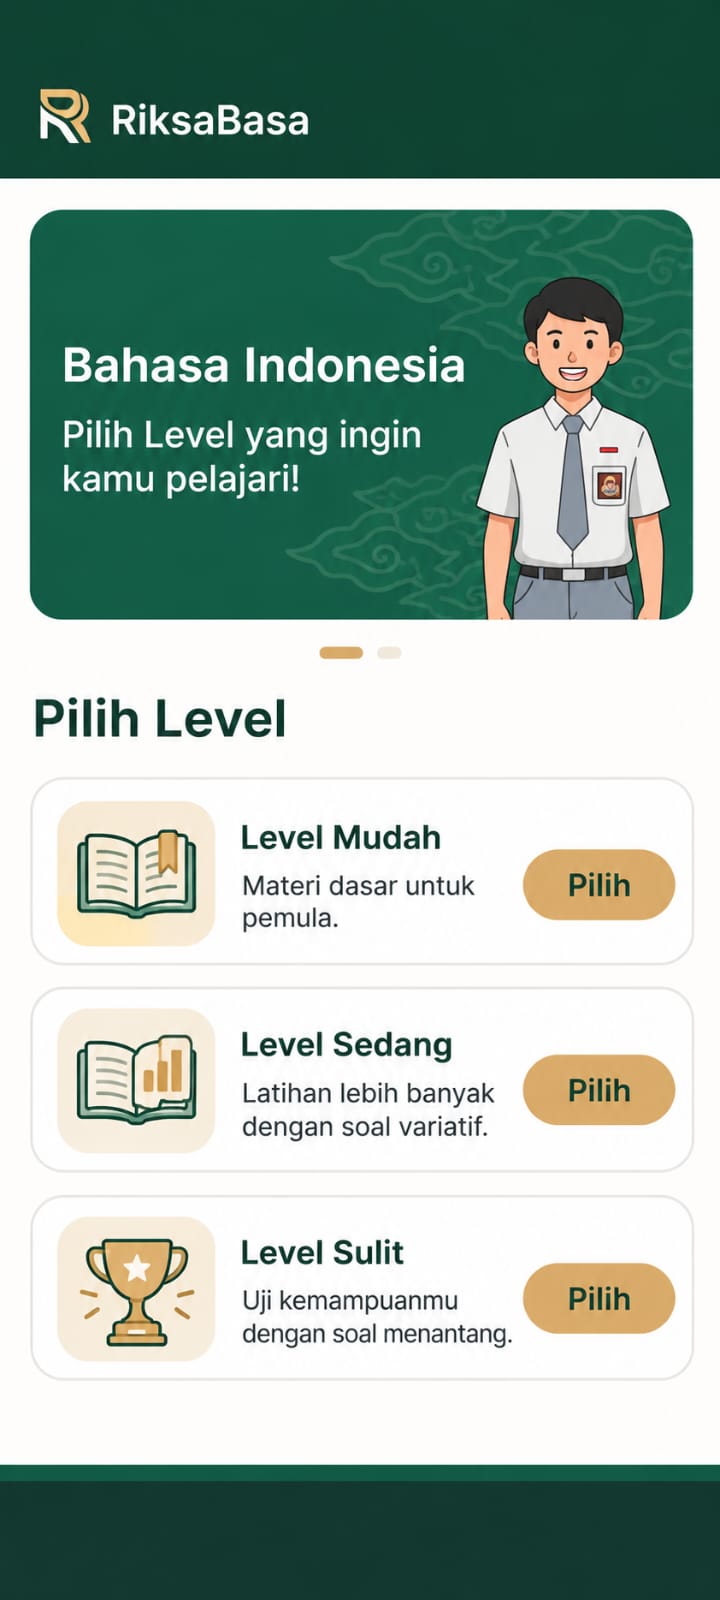 RiksaBasa
Bahasa Indonesia
Pilih Level yang ingin
kamu pelajari!
Pilih Level
Level Mudah
Materi dasar untuk
pemula.
Pilih
Level Sedang
Latihan lebih banyak
dengan soal variatif.
Pilih
Level Sulit
Uji kemampuanmu
dengan soal menantang.
Pilih